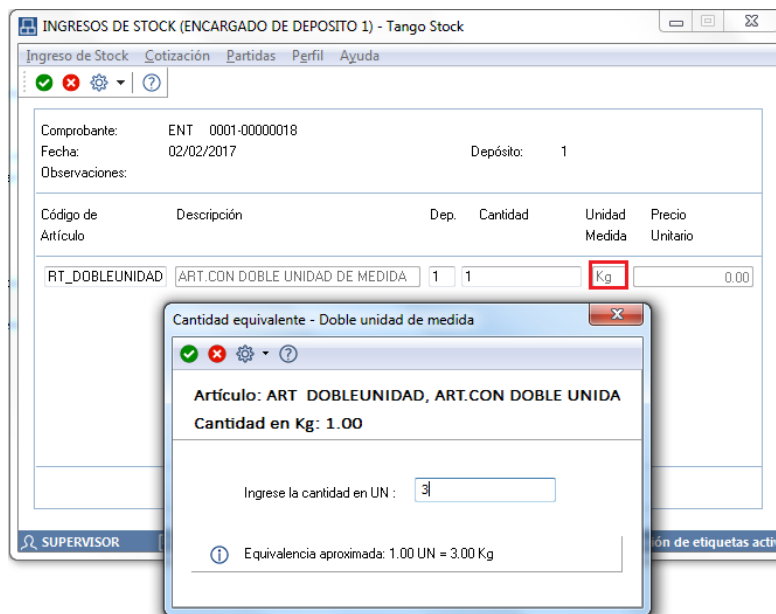 INGRESOS DE STOCK (ENCARGADO DE DEPOSITO 1) - Tango Stock
Ingreso de Stock Cotización Partidas Perfil Ayuda
Comprobante: ENT 0001-00000018
Fecha: 02/02/2017 Depósito: 1
Observaciones:
Código de Descripción Dep. Cantidad Unidad Precio
Artículo Medida Unitario
RT_DOBLEUNIDAD ART.CON DOBLE UNIDAD DE MEDIDA 1 1 Kg 0.00
Cantidad equivalente - Doble unidad de medida
Artículo: ART DOBLEUNIDAD, ART.CON DOBLE UNIDA
Cantidad en Kg: 1.00
Ingrese la cantidad en UN : 3
SUPERVISOR ión de etiquetas activ
Equivalencia aproximada: 1.00 UN = 3.00 Kg